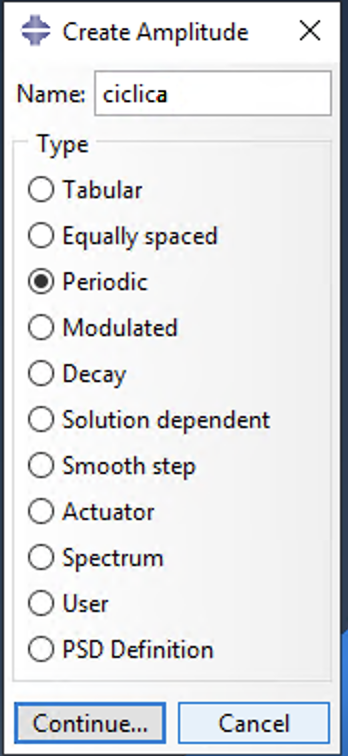 Create Amplitude
Name: ciclica
Type
Tabular
Equally spaced
Periodic
Modulated
Decay
Solution dependent
Smooth step
Actuator
Spectrum
User
PSD Definition
Continue... Cancel